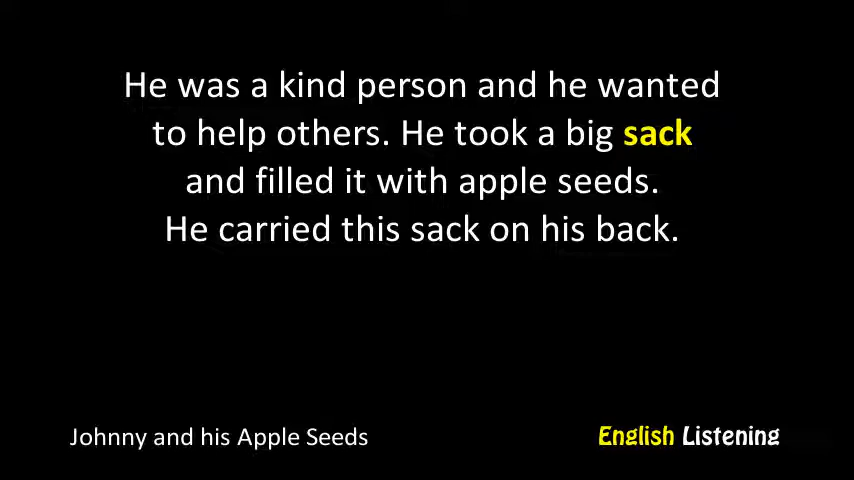 He was a kind person and he wanted
to help others. He took a big sack
and filled it with apple seeds.
He carried this sack on his back.
Johnny and his Apple Seeds
English Listening